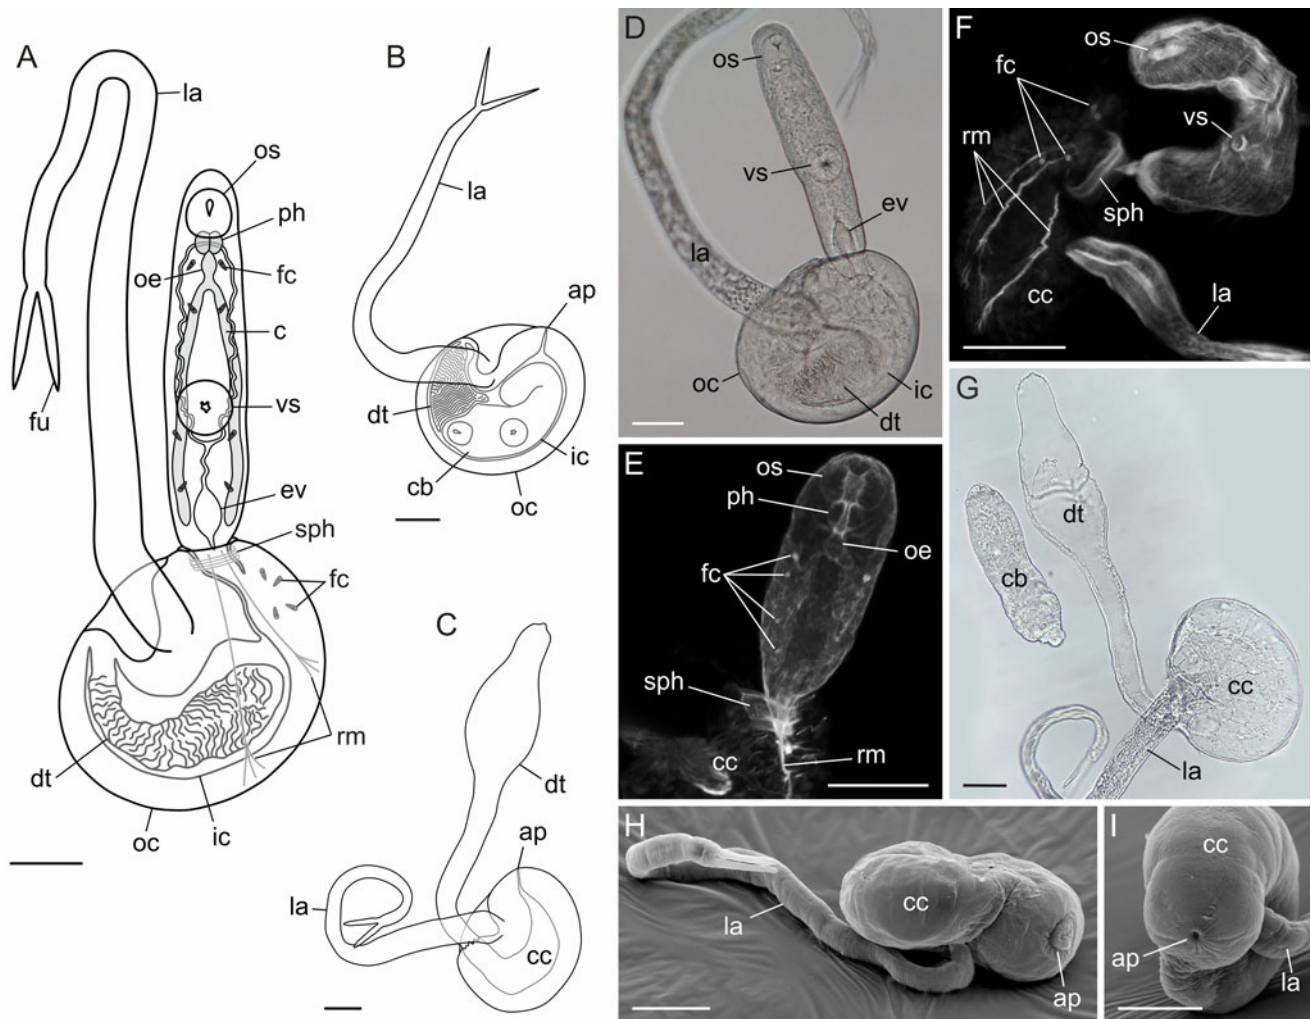 A
la
os
ph
oe
fc
c
fu
vs
ev
sph
fc
rm
dt
ic
oc
B
la
ap
dt
ic
cb
oc
C
dt
ap
la
cc
D
os
vs
ev
la
oc
ic
dt
E
os
ph
oe
fc
sph
cc
rm
F
os
fc
vs
rm
sph
cc
la
G
dt
cb
cc
la
H
cc
la
ap
I
cc
ap
la